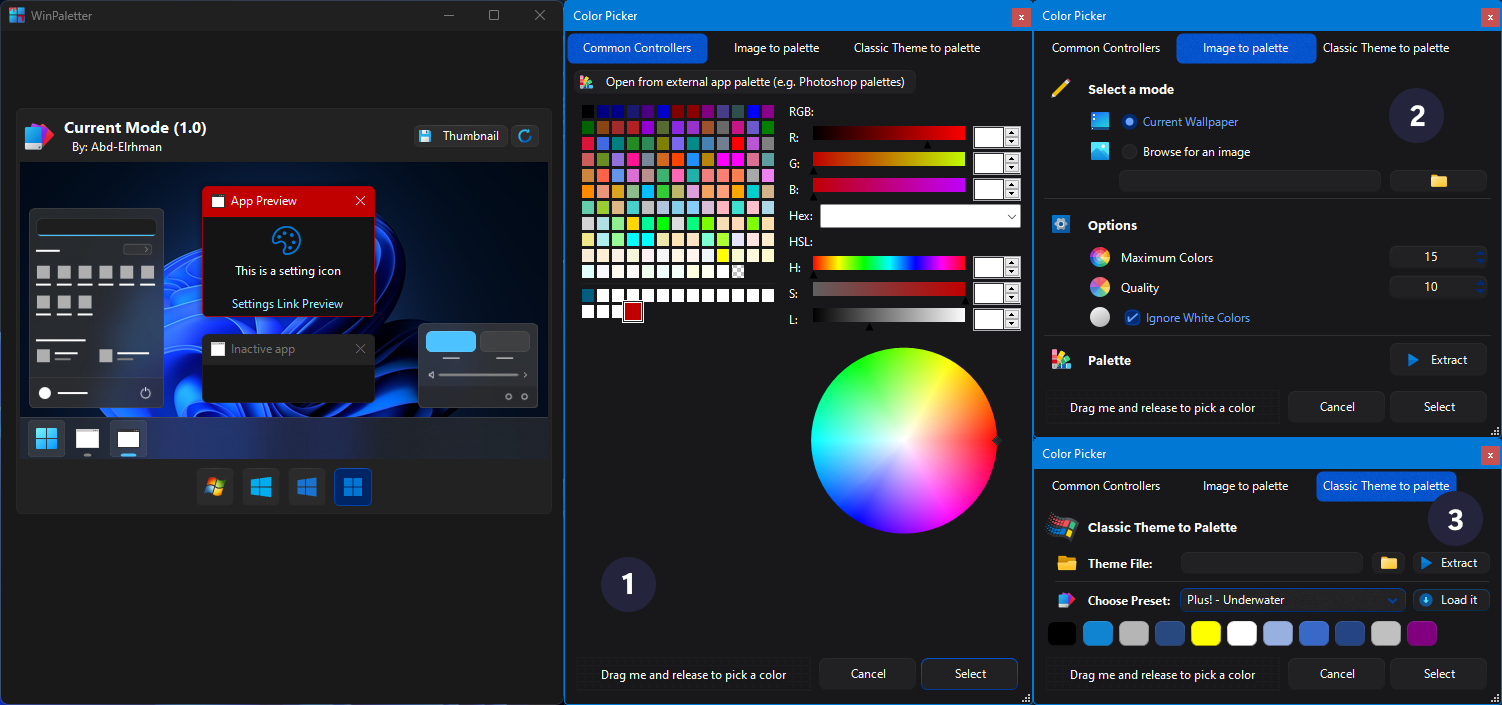 WinPaletter
Current Mode (1.0)
By: Abd-Elrhman
Thumbnail
App Preview
This is a setting icon
Settings Link Preview
Inactive app
Color Picker
Common Controllers
Image to palette
Classic Theme to palette
Open from external app palette (e.g. Photoshop palettes)
RGB:
R:
G:
B:
Hex:
HSL:
H:
S:
L:
1
Drag me and release to pick a color
Cancel
Select
Color Picker
Common Controllers
Image to palette
Classic Theme to palette
Select a mode
2
Current Wallpaper
Browse for an image
Options
Maximum Colors
15
Quality
10
Ignore White Colors
Palette
Extract
Drag me and release to pick a color
Cancel
Select
Color Picker
Common Controllers
Image to palette
Classic Theme to palette
3
Classic Theme to Palette
Theme File:
Extract
Choose Preset:
Plus! - Underwater
Load it
Drag me and release to pick a color
Cancel
Select